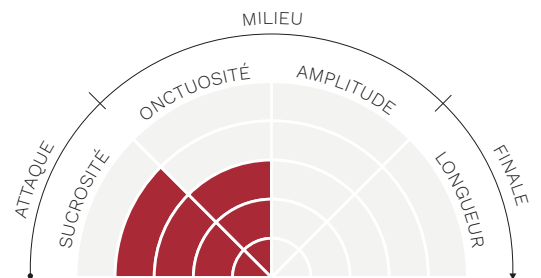 MILIEU
ONCTUOSITÉ
AMPLITUDE
ATTAQUE
SUCROSITÉ
LONGUEUR
FINALE